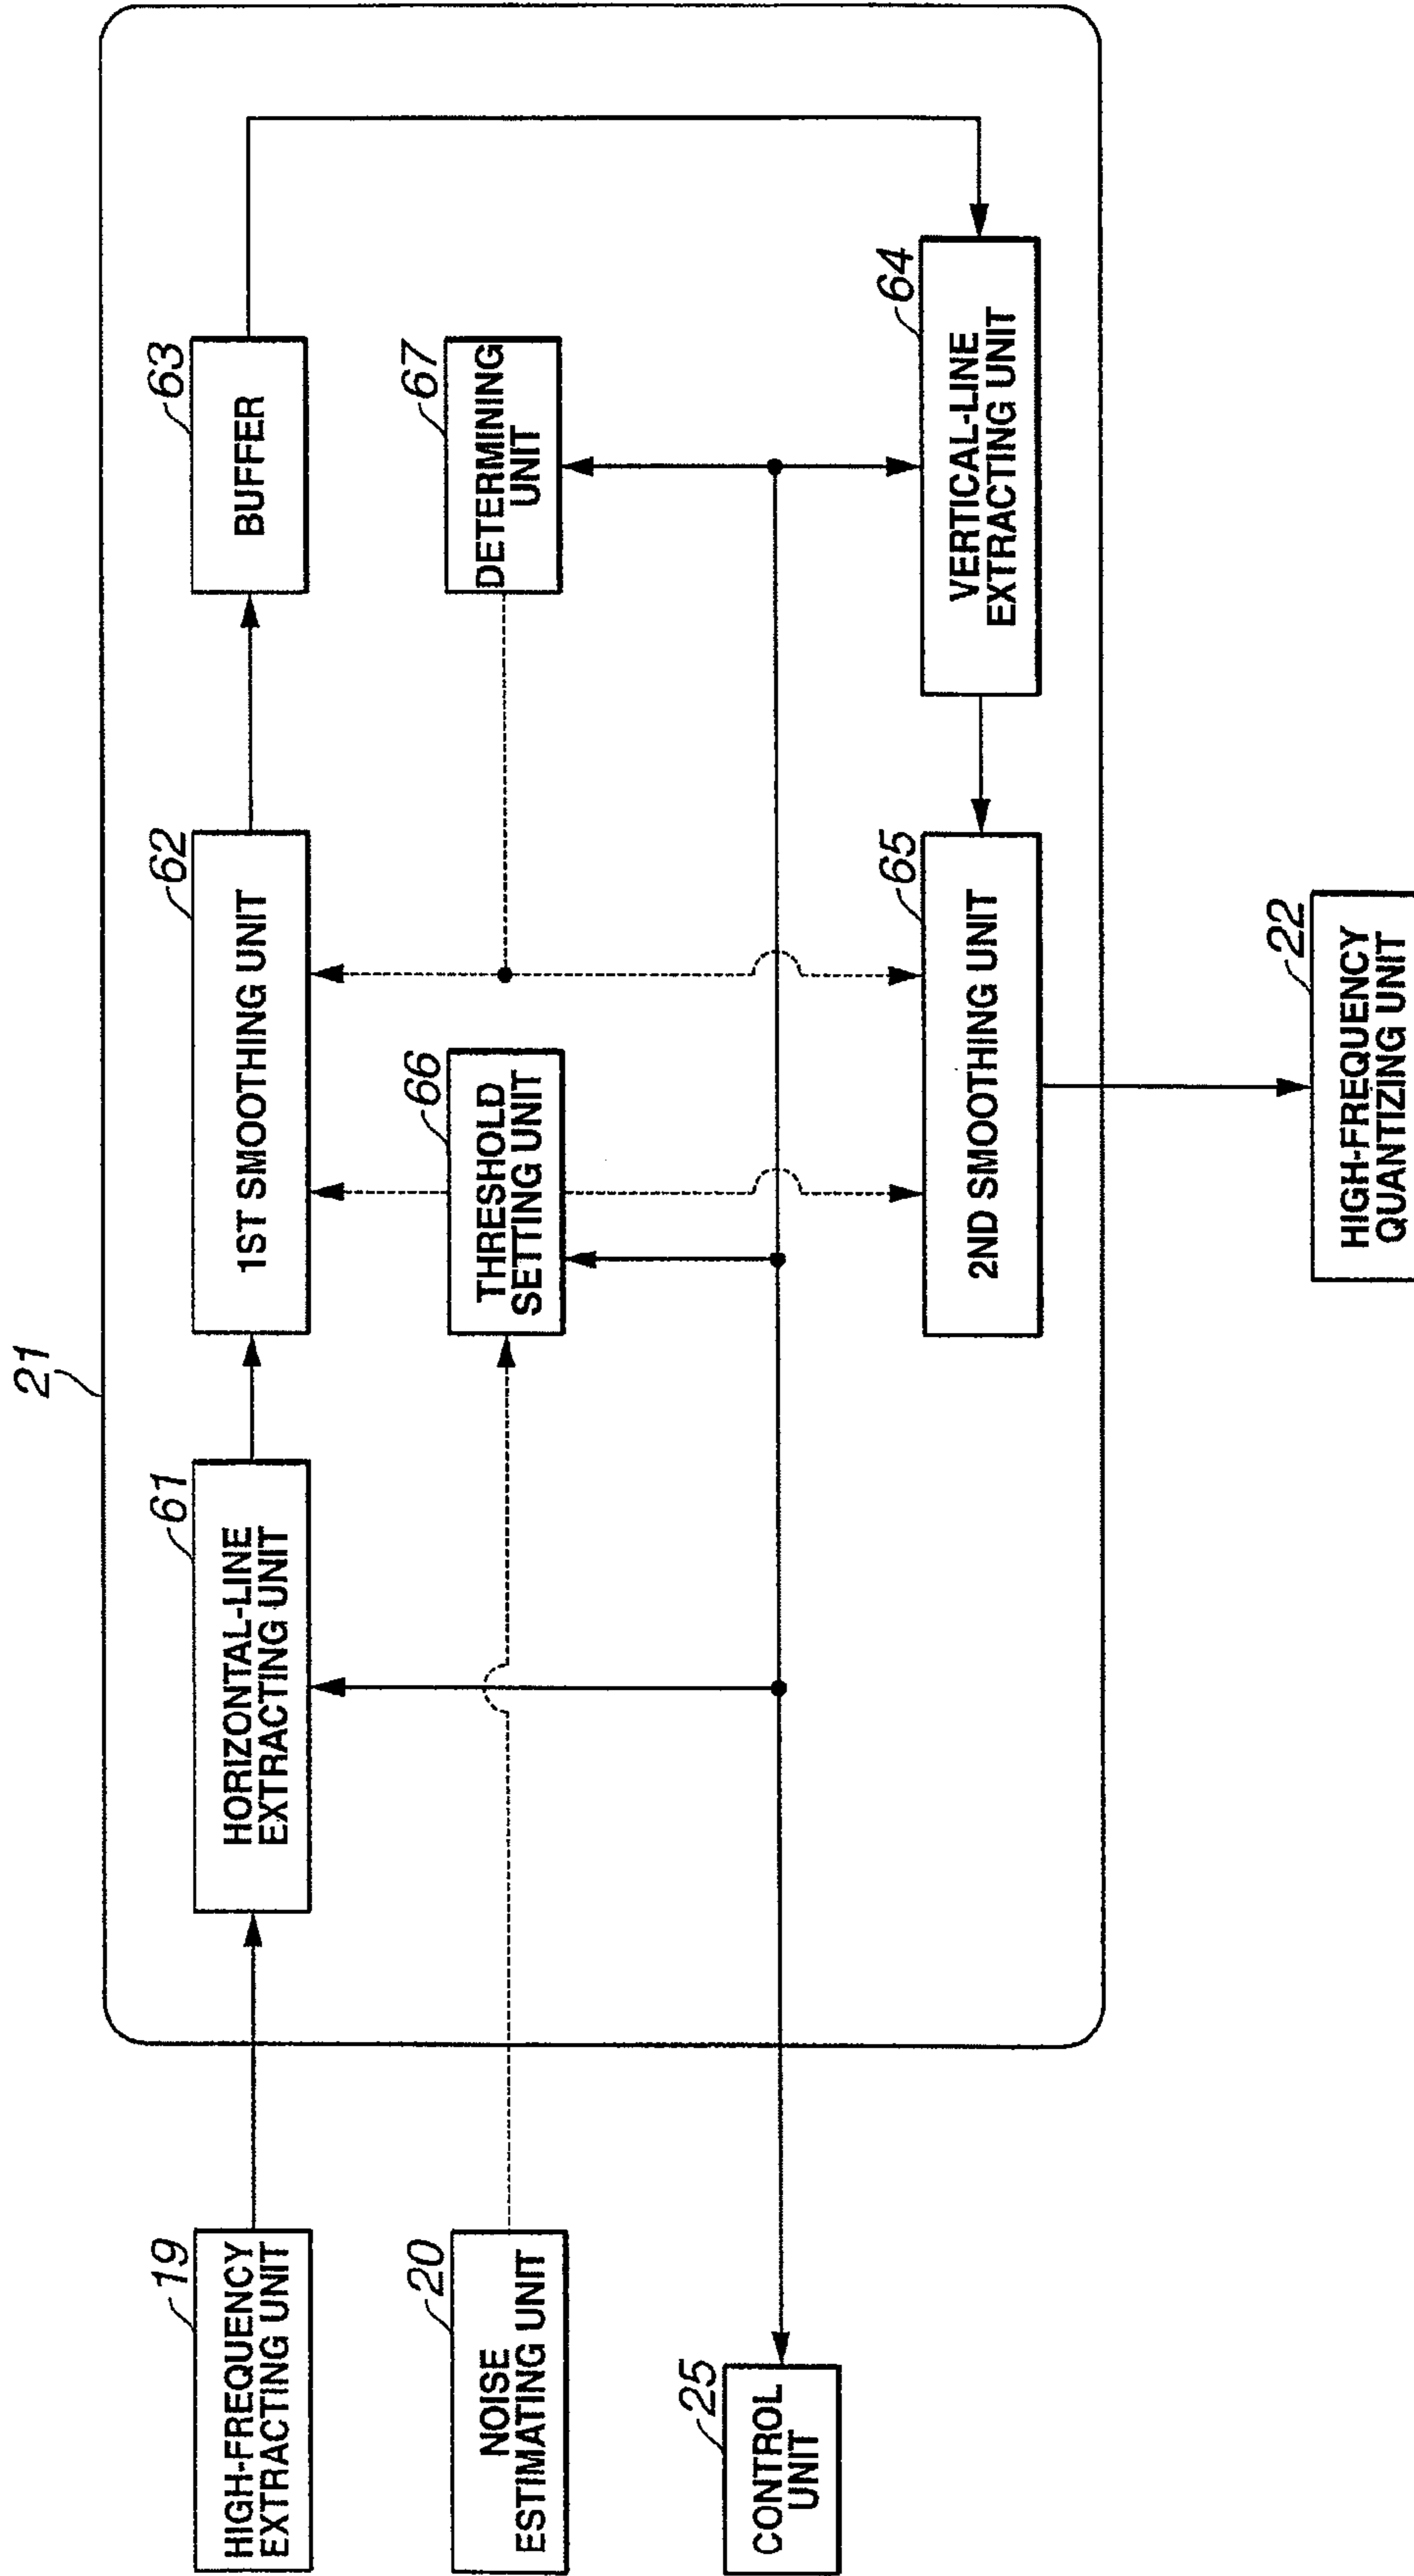 21
19
HIGH-FREQUENCY
EXTRACTING UNIT
61
HORIZONTAL-LINE
EXTRACTING UNIT
62
1ST SMOOTHING UNIT
63
BUFFER
20
NOISE
ESTIMATING UNIT
66
THRESHOLD
SETTING UNIT
67
DETERMINING
UNIT
25
CONTROL
UNIT
65
2ND SMOOTHING UNIT
64
VERTICAL-LINE
EXTRACTING UNIT
22
HIGH-FREQUENCY
QUANTIZING UNIT